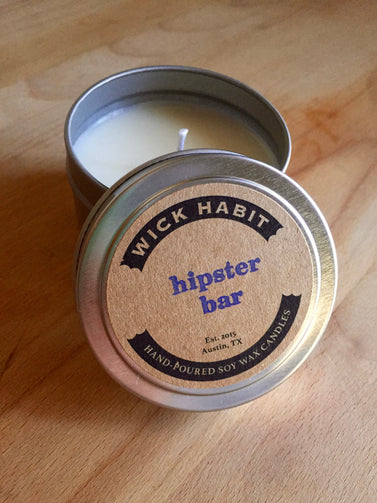 WICK HABIT
hipster
bar
Est. 2015
Austin, TX
HAND-POURED SOY WAX CANDLES